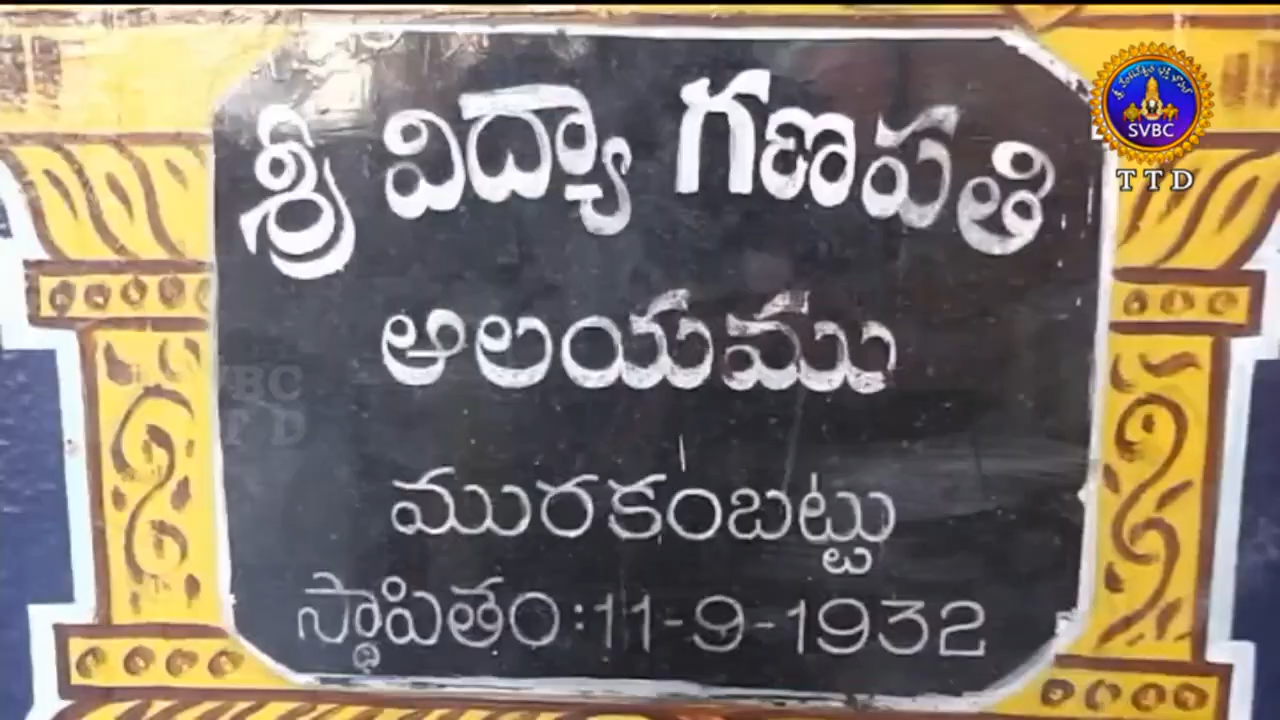 శ్రీ విద్యా గణపతి
ఆలయము
మురకంబట్టు
స్థాపితం:11-9-1932
SVBC
TTD